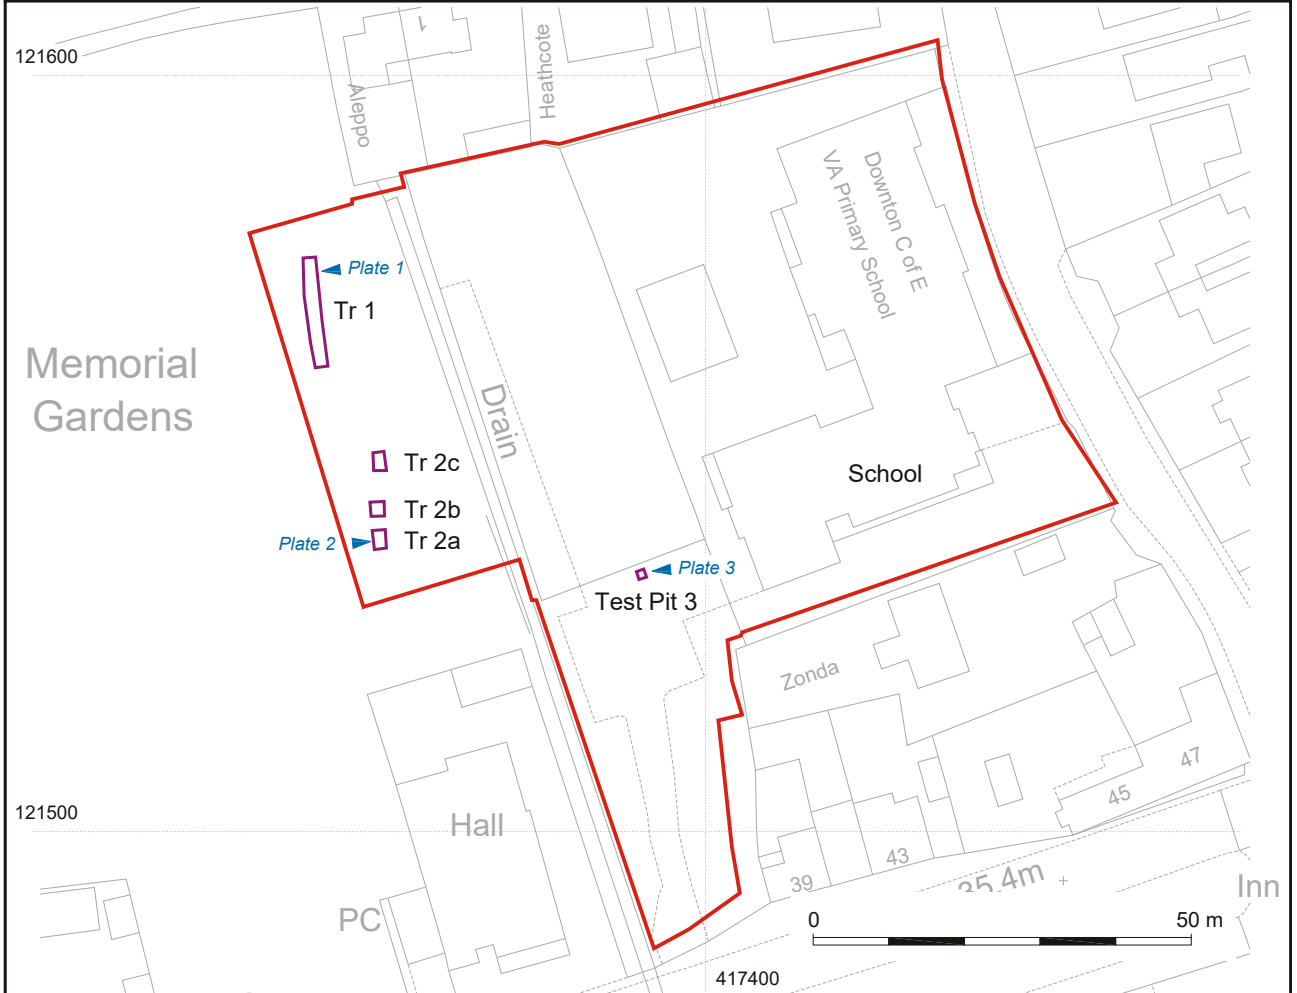 121600
1
Aleppo
Heathcote
Downton C of E
VA Primary School
Plate 1
Tr 1
Memorial
Gardens
Drain
Tr 2c
School
Tr 2b
Plate 2
Tr 2a
Plate 3
Test Pit 3
Zonda
47
45
121500
Hall
43
39
35.4m
Inn
PC
0
50 m
417400